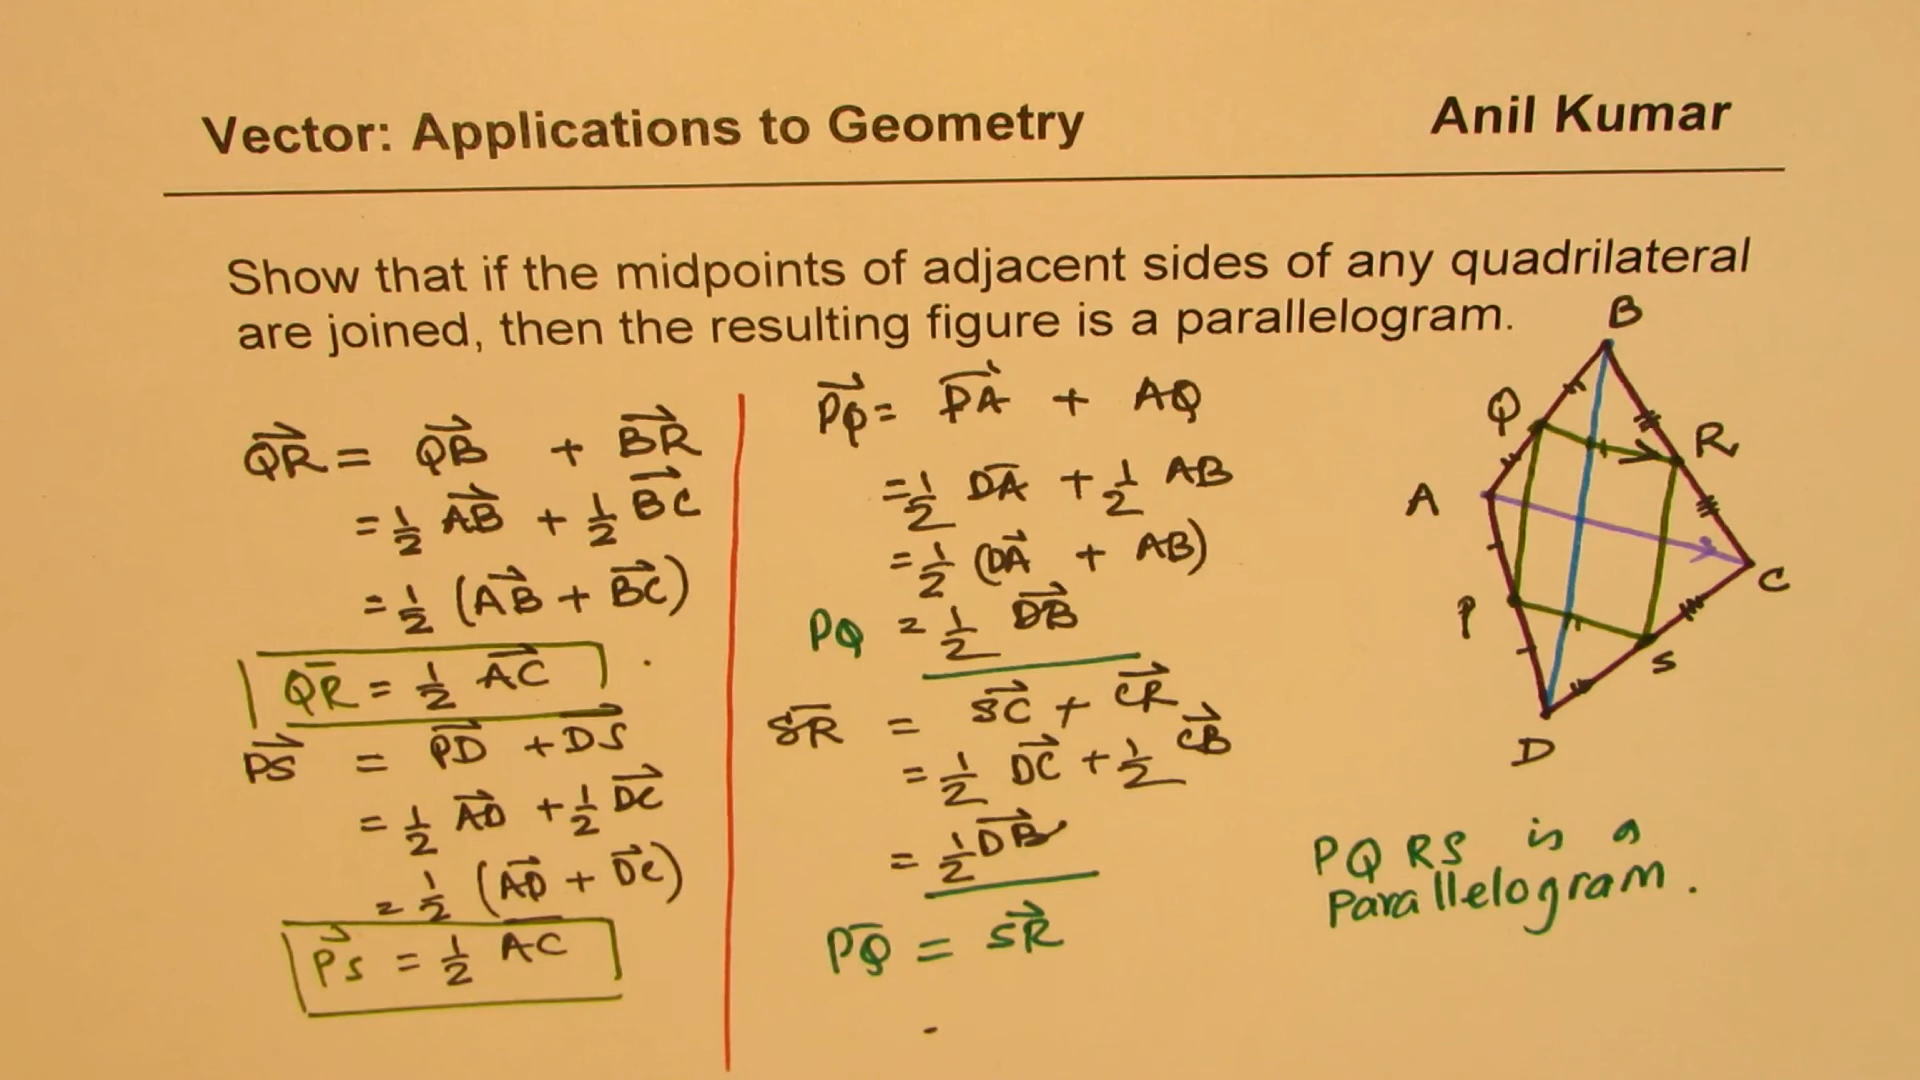 Vector: Applications to Geometry
Anil Kumar
Show that if the midpoints of adjacent sides of any quadrilateral
are joined, then the resulting figure is a parallelogram.
QR = QB + BR
= 1/2 AB + 1/2 BC
= 1/2 (AB + BC)
QR = 1/2 AC
PS = PD + DS
= 1/2 AD + 1/2 DC
= 1/2 (AD + DC)
PS = 1/2 AC
PQ = PA + AQ
= 1/2 DA + 1/2 AB
= 1/2 (DA + AB)
PQ = 1/2 DB
SR = SC + CR
= 1/2 DC + 1/2 CB
= 1/2 DB
PQ = SR
B
Q
R
A
C
P
S
D
PQRS is a
Parallelogram.